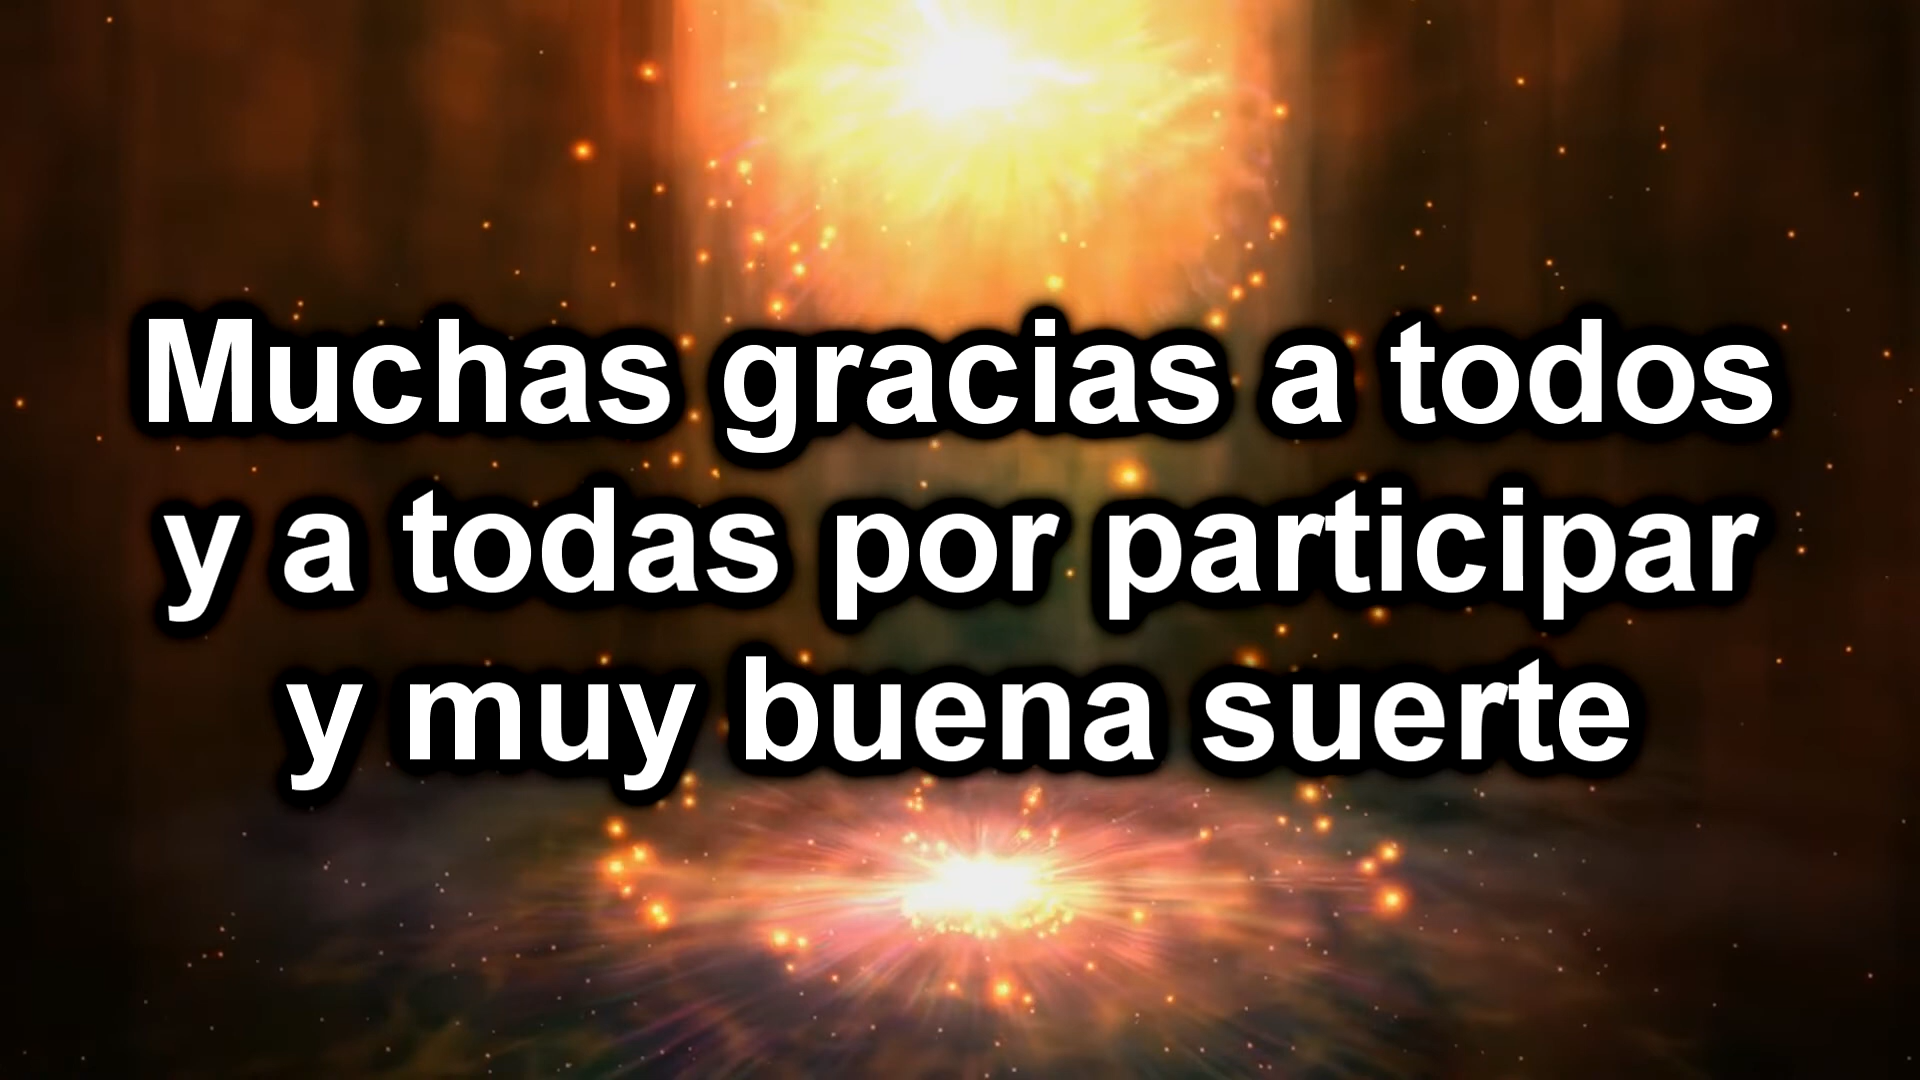 Muchas gracias a todos
y a todas por participar
y muy buena suerte